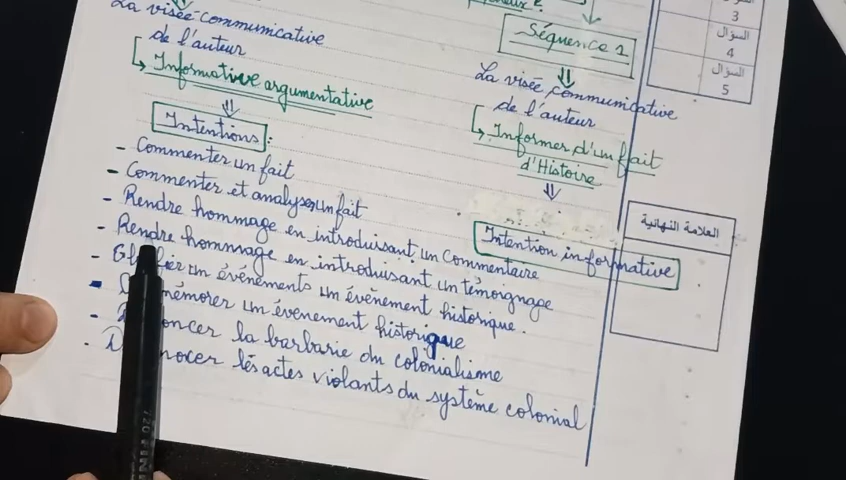 La visée communicative
de l'auteur
Informative argumentative
Intentions :
- Commenter un fait
- Commenter et analyser un fait
- Rendre hommage en introduisant un commentaire
- Rendre hommage en introduisant un témoignage
un événements un événement historique.
un évènement historique
la barbarie du colonialisme
lés actes violants du système colonial
Séquence 1
La visée communicative
de l'auteur
Informer d'un fait
d'Histoire
Intention informative
3
السؤال
4
السؤال
5
العلامة النهائية